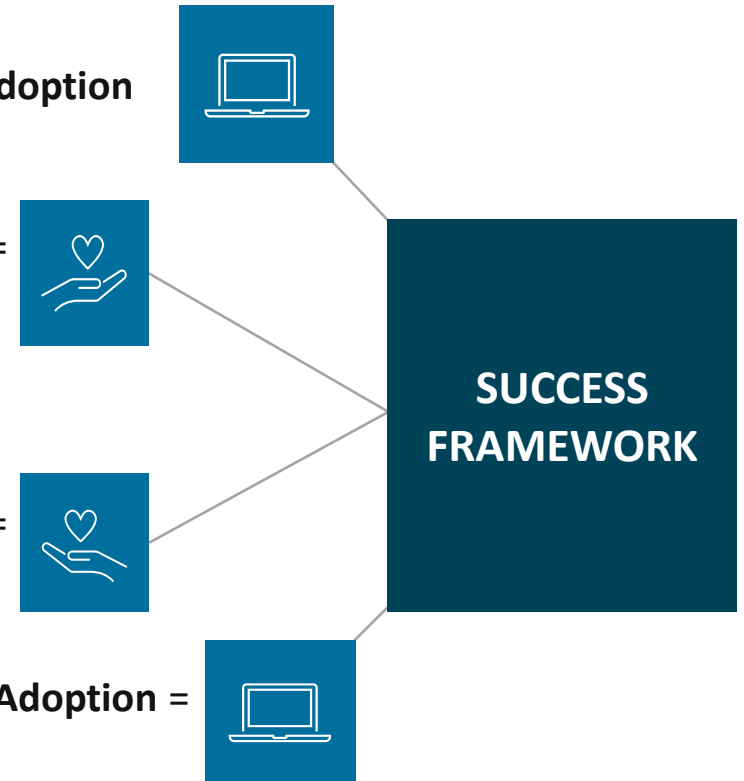 doption
=
SUCCESS
FRAMEWORK
=
Adoption =